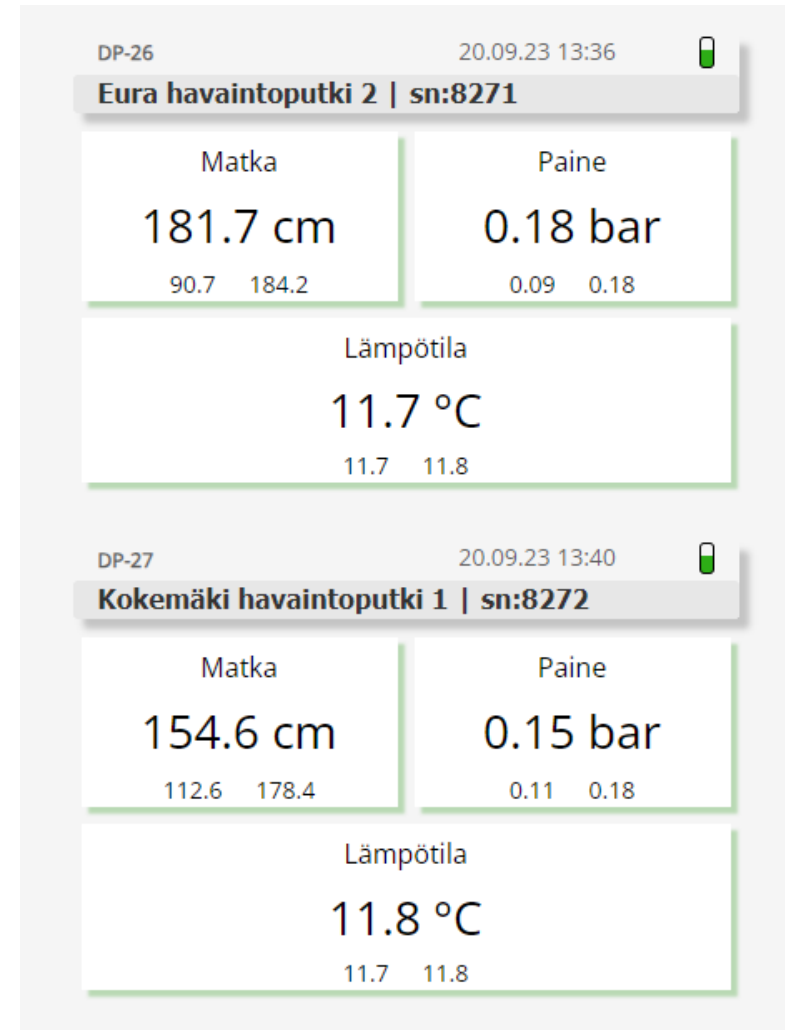 DP-26 20.09.23 13:36
Eura havaintoputki 2 | sn:8271
Matka Paine
181.7 cm 0.18 bar
90.7 184.2 0.09 0.18
Lämpötila
11.7 °C
11.7 11.8
DP-27 20.09.23 13:40
Kokemäki havaintoputki 1 | sn:8272
Matka Paine
154.6 cm 0.15 bar
112.6 178.4 0.11 0.18
Lämpötila
11.8 °C
11.7 11.8